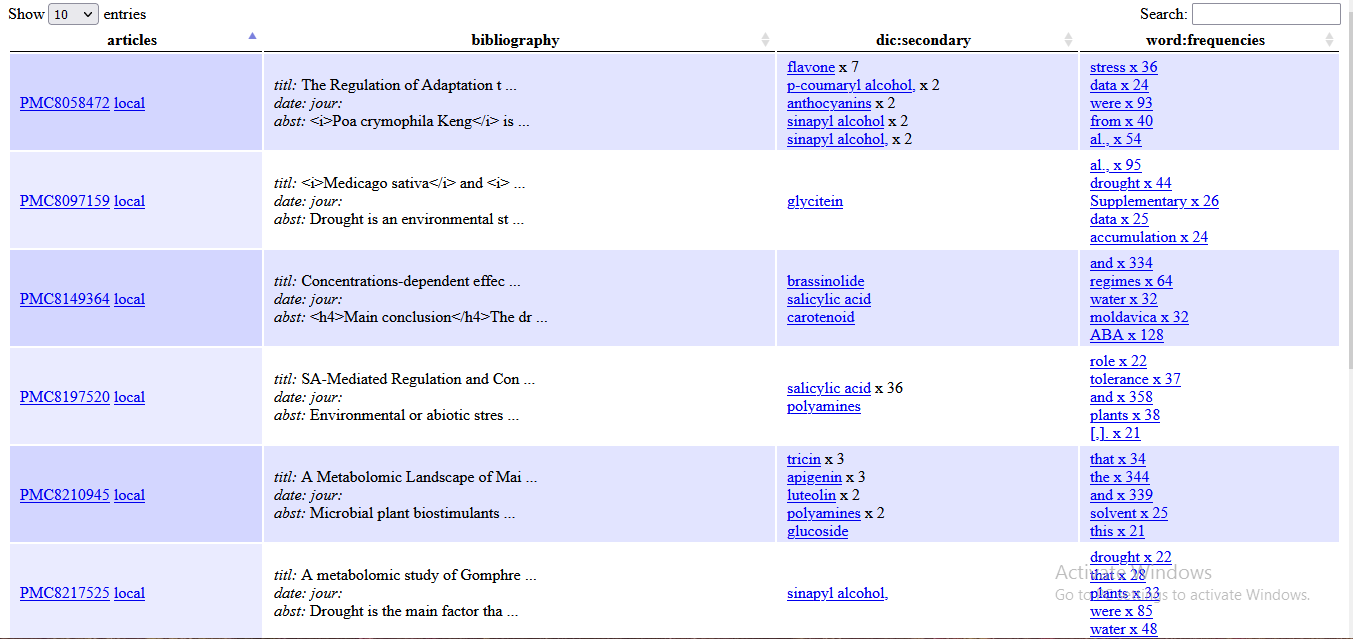 Show 10 entries
Search:
articles bibliography dic:secondary word:frequencies
PMC8058472 local
titl: The Regulation of Adaptation t ...
date: jour:
abst: <i>Poa crymophila Keng</i> is ...
flavone x 7
p-coumaryl alcohol, x 2
anthocyanins x 2
sinapyl alcohol x 2
sinapyl alcohol, x 2
stress x 36
data x 24
were x 93
from x 40
al., x 54
PMC8097159 local
titl: <i>Medicago sativa</i> and <i> ...
date: jour:
abst: Drought is an environmental st ...
glycitein
al., x 95
drought x 44
Supplementary x 26
data x 25
accumulation x 24
PMC8149364 local
titl: Concentrations-dependent effec ...
date: jour:
abst: <h4>Main conclusion</h4>The dr ...
brassinolide
salicylic acid
carotenoid
and x 334
regimes x 64
water x 32
moldavica x 32
ABA x 128
PMC8197520 local
titl: SA-Mediated Regulation and Con ...
date: jour:
abst: Environmental or abiotic stres ...
salicylic acid x 36
polyamines
role x 22
tolerance x 37
and x 358
plants x 38
[,]. x 21
PMC8210945 local
titl: A Metabolomic Landscape of Mai ...
date: jour:
abst: Microbial plant biostimulants ...
tricin x 3
apigenin x 3
luteolin x 2
polyamines x 2
glucoside
that x 34
the x 344
and x 339
solvent x 25
this x 21
PMC8217525 local
titl: A metabolomic study of Gomphre ...
date: jour:
abst: Drought is the main factor tha ...
sinapyl alcohol,
drought x 22
that x 28
plants x 33
were x 85
water x 48
Activate Windows
Go to Settings to activate Windows.